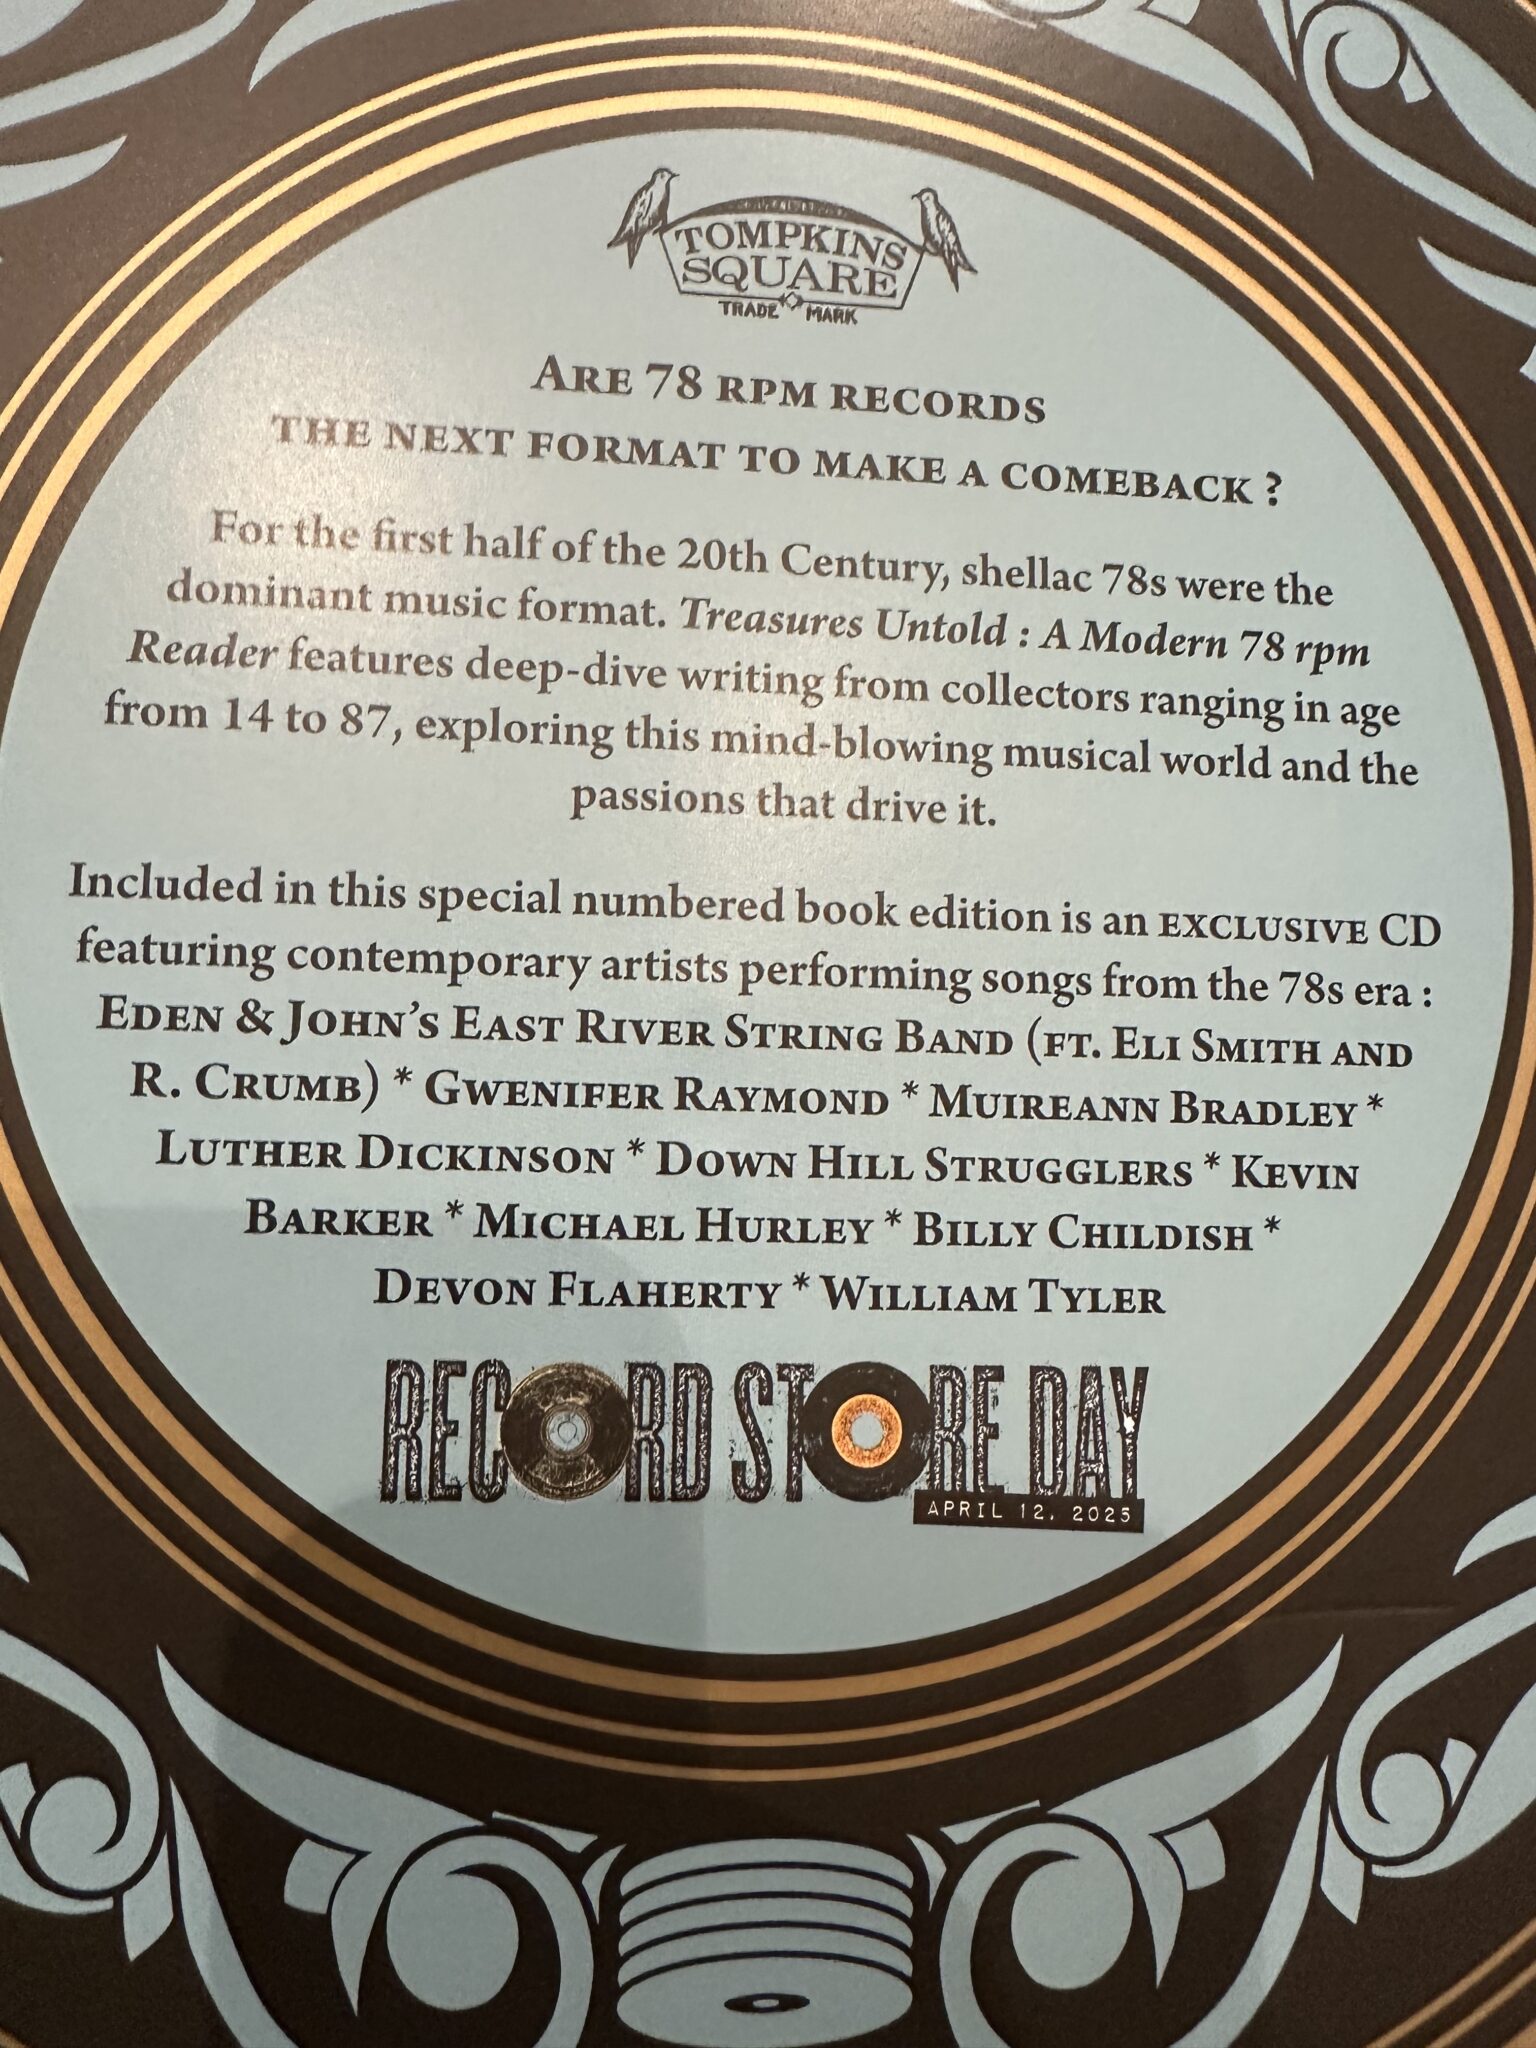 TOMPKINS
SQUARE
TRADE MARK
ARE 78 RPM RECORDS
THE NEXT FORMAT TO MAKE A COMEBACK ?
For the first half of the 20th Century, shellac 78s were the
dominant music format. Treasures Untold : A Modern 78 rpm
Reader features deep-dive writing from collectors ranging in age
from 14 to 87, exploring this mind-blowing musical world and the
passions that drive it.
Included in this special numbered book edition is an EXCLUSIVE CD
featuring contemporary artists performing songs from the 78s era :
EDEN & JOHN'S EAST RIVER STRING BAND (FT. ELI SMITH AND
R. CRUMB) * GWENIFER RAYMOND * MUIREANN BRADLEY *
LUTHER DICKINSON * DOWN HILL STRUGGLERS * KEVIN
BARKER * MICHAEL HURLEY * BILLY CHILDISH *
DEVON FLAHERTY * WILLIAM TYLER
RECORD STORE DAY
APRIL 12, 2025